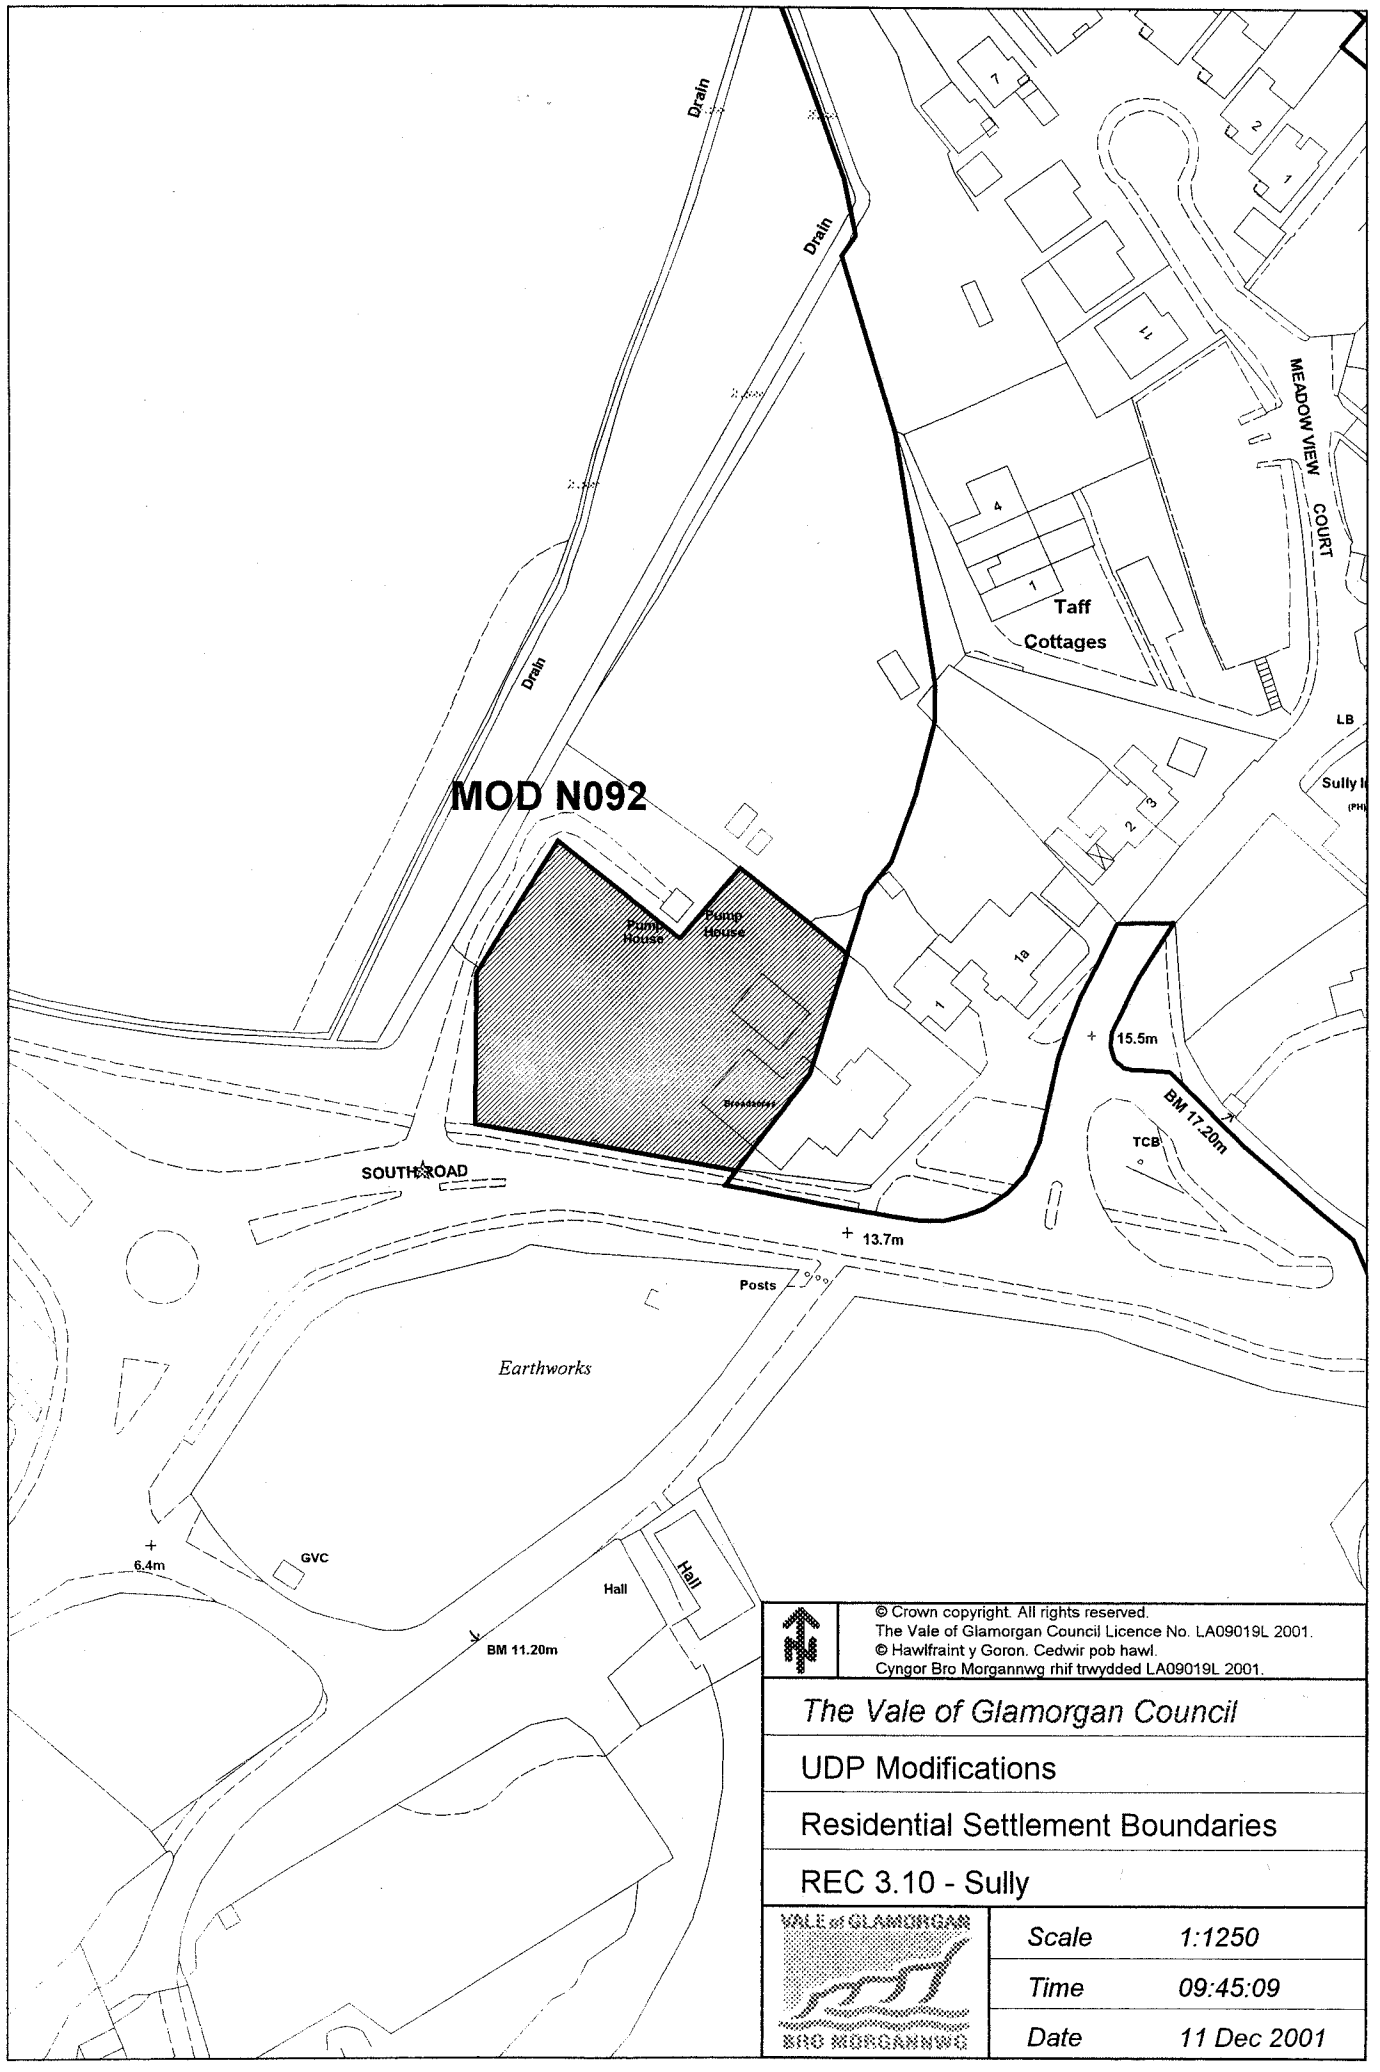 Drain
7
2
1
Drain
11
MEADOW VIEW
COURT
4
1
Taff
Cottages
Drain
LB
Sully I
(PH)
MOD N092
3
2
Pump
House
Pump
House
1a
1
15.5m
Broadacres
BM 17.20m
TCB
SOUTH ROAD
13.7m
Posts
Earthworks
6.4m
GVC
Hall
Hall
BM 11.20m
N
© Crown copyright. All rights reserved.
The Vale of Glamorgan Council Licence No. LA09019L 2001.
© Hawlfraint y Goron. Cedwir pob hawl.
Cyngor Bro Morgannwg rhif trwydded LA09019L 2001.
The Vale of Glamorgan Council
UDP Modifications
Residential Settlement Boundaries
REC 3.10 - Sully
VALE of GLAMORGAN
BRO MORGANNWG
Scale 1:1250
Time 09:45:09
Date 11 Dec 2001